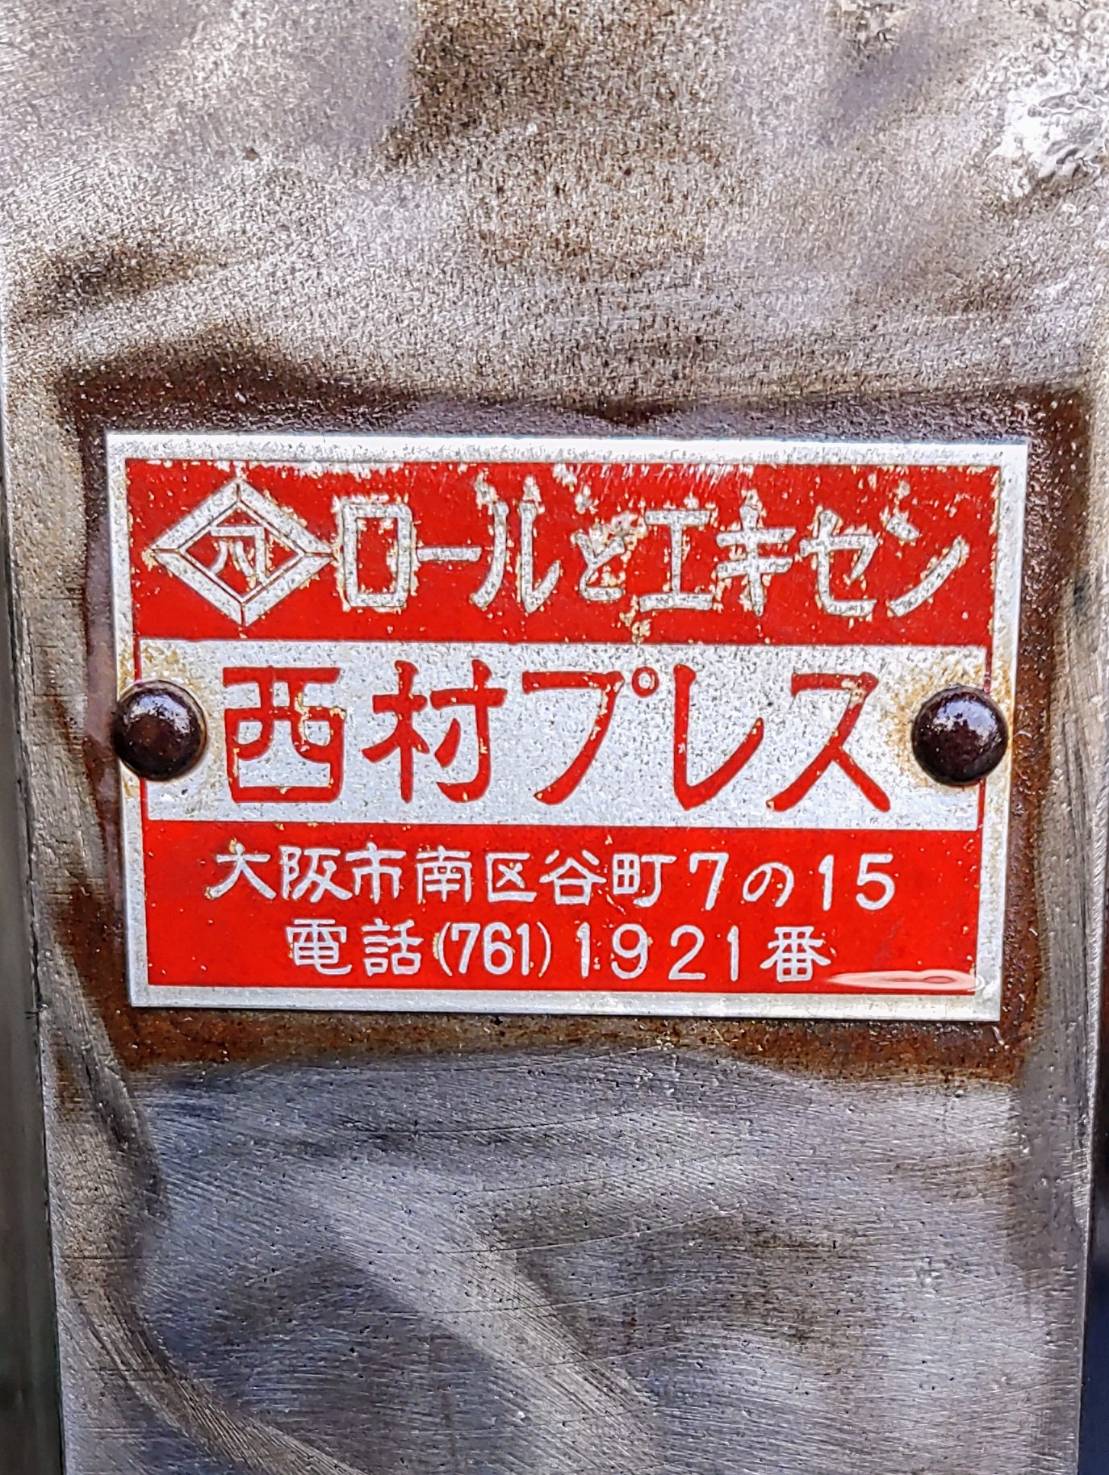 ロールとエキセン
西村プレス
大阪市南区谷町7の15
電話(761)1921番